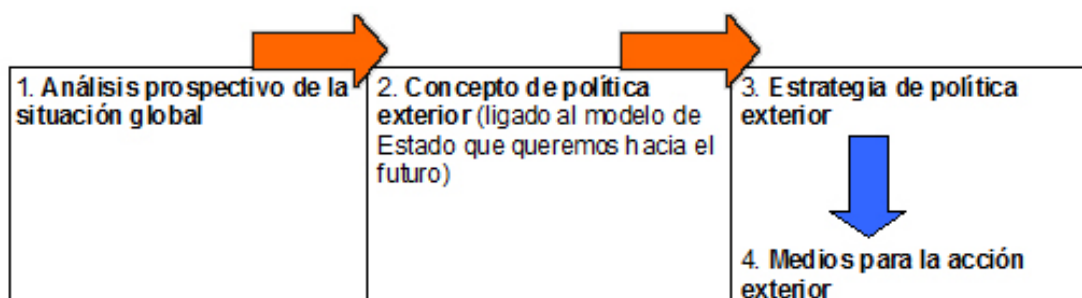 1. Análisis prospectivo de la
situación global
2. Concepto de política
exterior (ligado al modelo de
Estado que queremos hacia el
futuro)
3. Estrategia de política
exterior
4. Medios para la acción
exterior